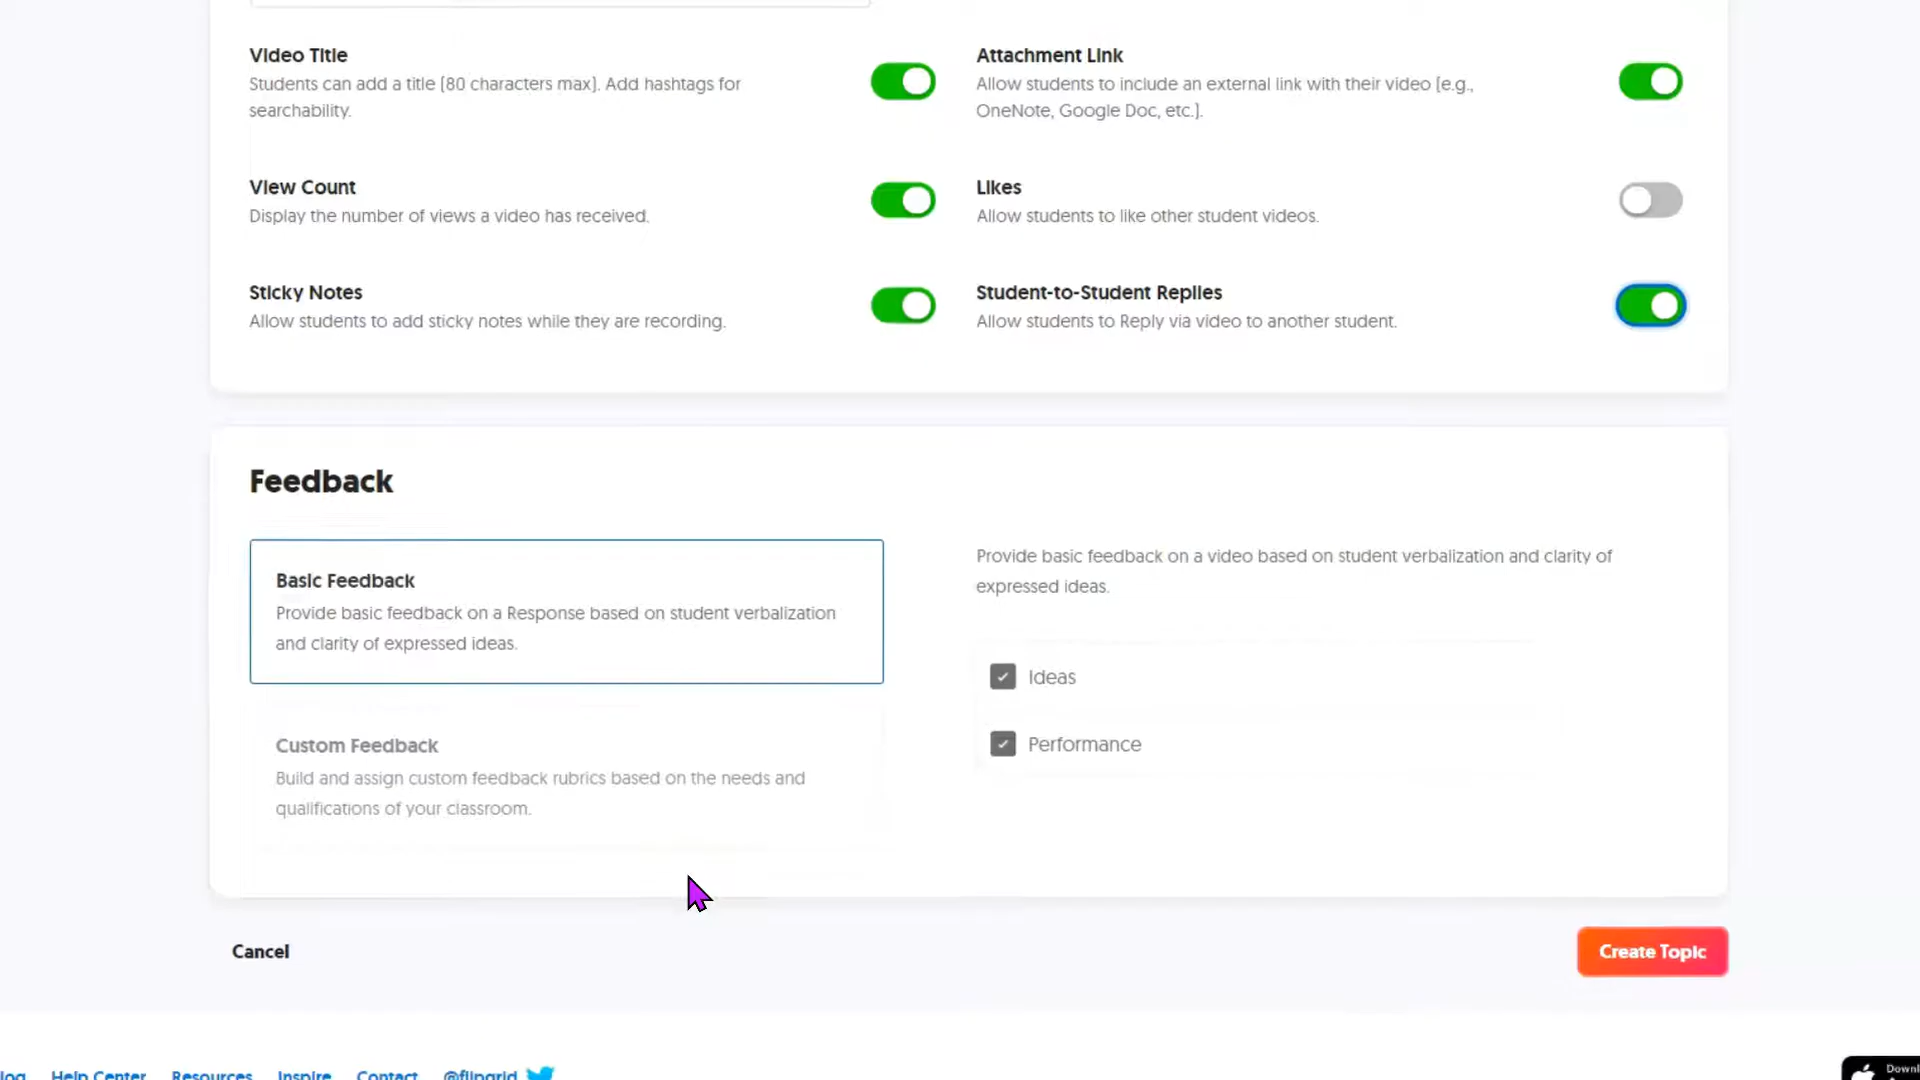 Video Title
Students can add a title [80 characters max]. Add hashtags for
searchability.
Attachment Link
Allow students to include an external link with their video [e.g.,
OneNote, Google Doc, etc.].
View Count
Display the number of views a video has received.
Likes
Allow students to like other student videos.
Sticky Notes
Allow students to add sticky notes while they are recording.
Student-to-Student Replies
Allow students to Reply via video to another student.
Feedback
Basic Feedback
Provide basic feedback on a Response based on student verbalization
and clarity of expressed ideas.
Custom Feedback
Build and assign custom feedback rubrics based on the needs and
qualifications of your classroom.
Provide basic feedback on a video based on student verbalization and clarity of
expressed ideas.
Ideas
Performance
Cancel
Create Topic
Help Center Resources Inspire Contact @flipgrid